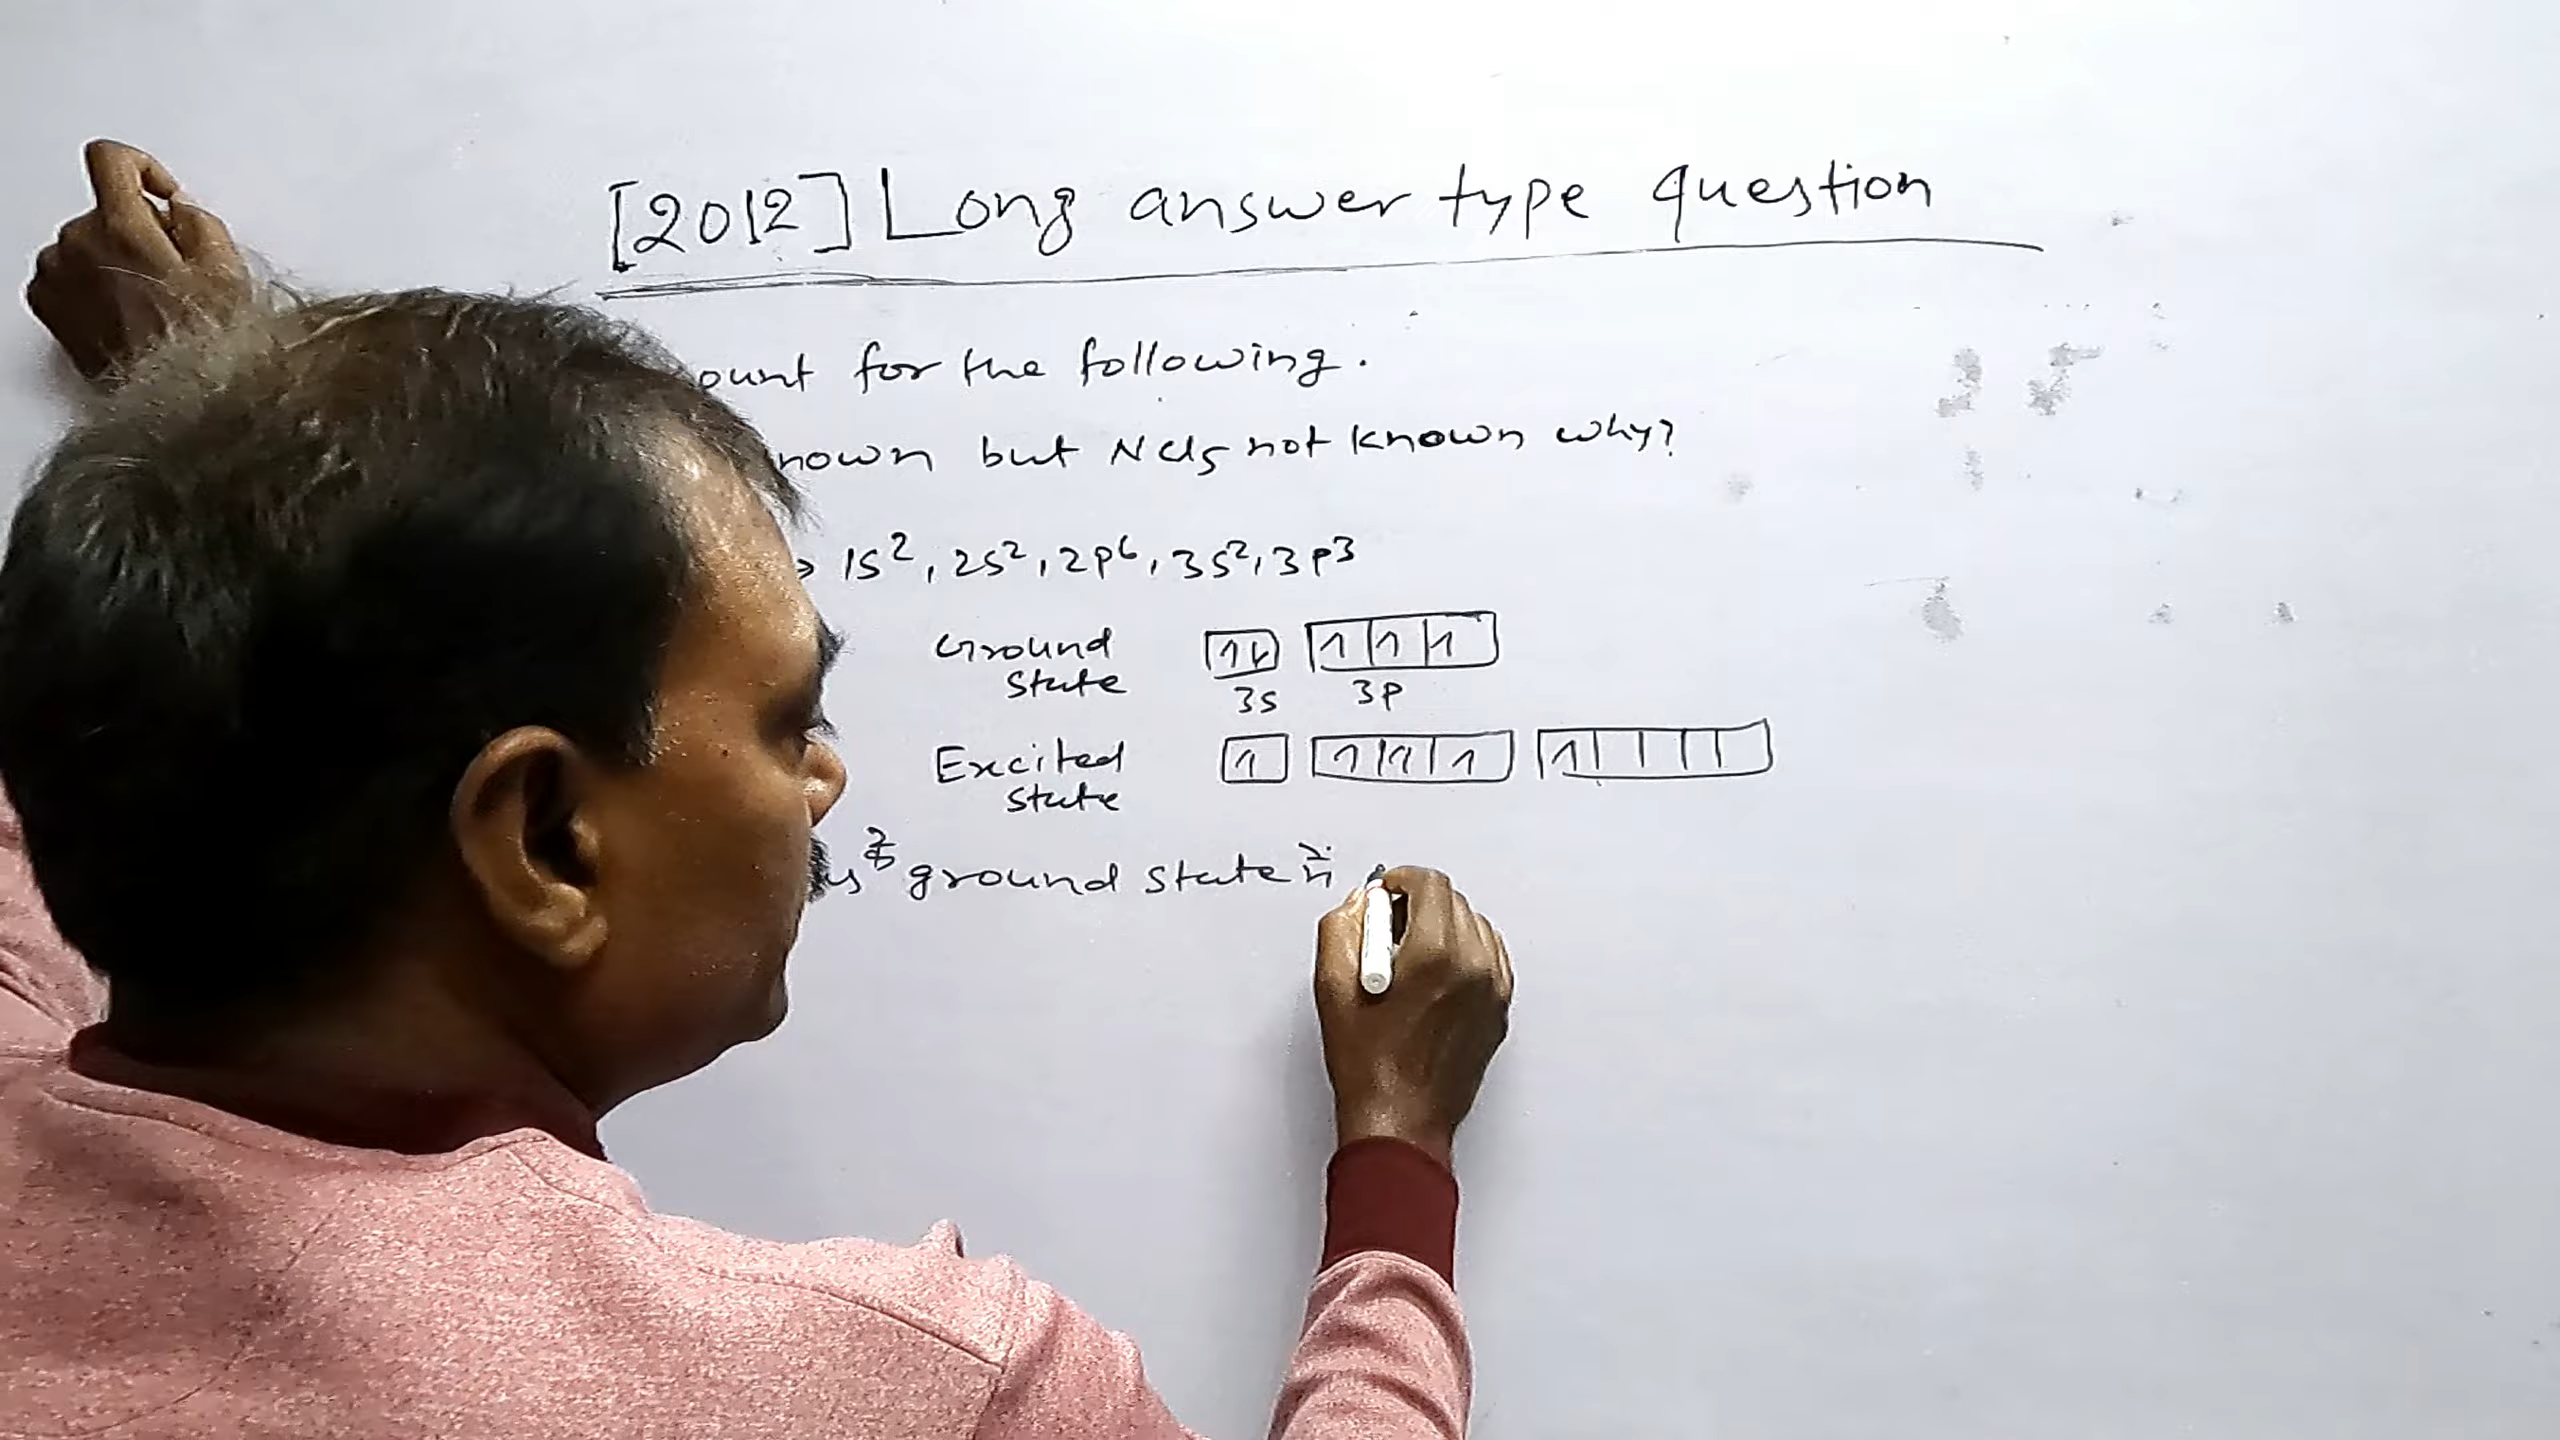 [2012] Long answer type question
ount for the following.
nown but NCl5 not known why?
> 1S², 2S², 2P⁶, 3S², 3P³
Ground State
3S 3P
Excited State
us के ground state में